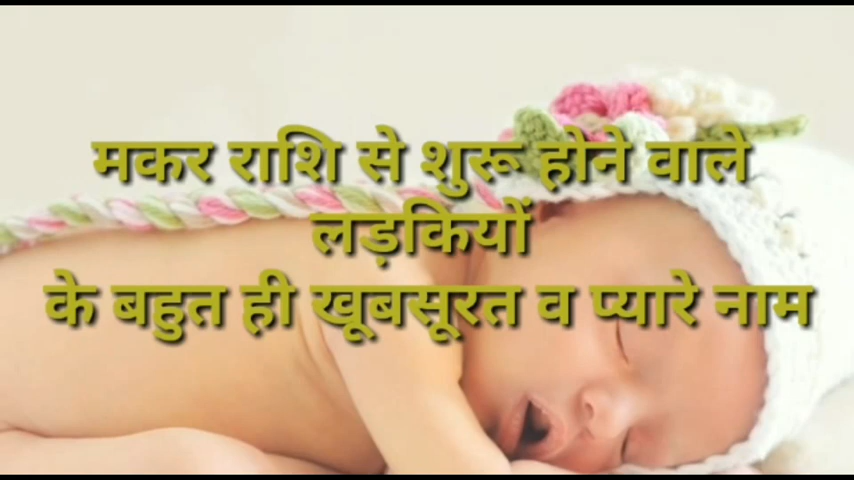 मकर राशि से शुरू होने वाले
लड़कियों
के बहुत ही खूबसूरत व प्यारे नाम